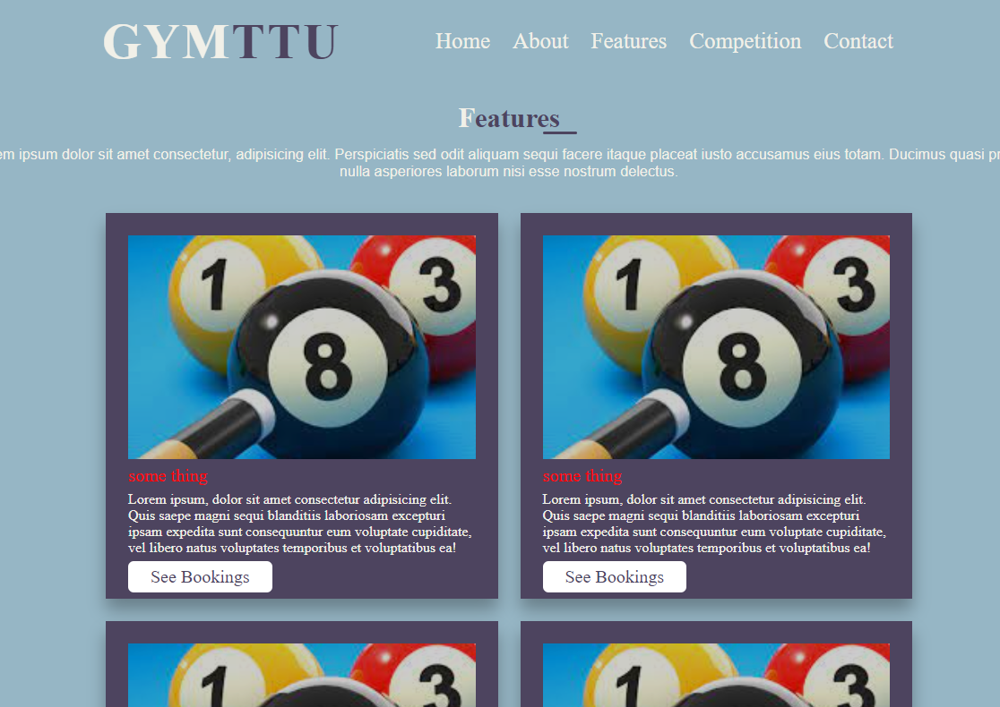 GYMTTU
Home About Features Competition Contact
Features
ipsum dolor sit amet consectetur, adipisicing elit. Perspiciatis sed odit aliquam sequi facere itaque placeat iusto accusamus eius totam. Ducimus quasi
nulla asperiores laborum nisi esse nostrum delectus.
1 3
8
some thing
Lorem ipsum, dolor sit amet consectetur adipisicing elit.
Quis saepe magni sequi blanditiis laboriosam excepturi
ipsam expedita sunt consequuntur eum voluptate cupiditate,
vel libero natus voluptates temporibus et voluptatibus ea!
See Bookings
1 3
8
some thing
Lorem ipsum, dolor sit amet consectetur adipisicing elit.
Quis saepe magni sequi blanditiis laboriosam excepturi
ipsam expedita sunt consequuntur eum voluptate cupiditate,
vel libero natus voluptates temporibus et voluptatibus ea!
See Bookings
1 3
1 3